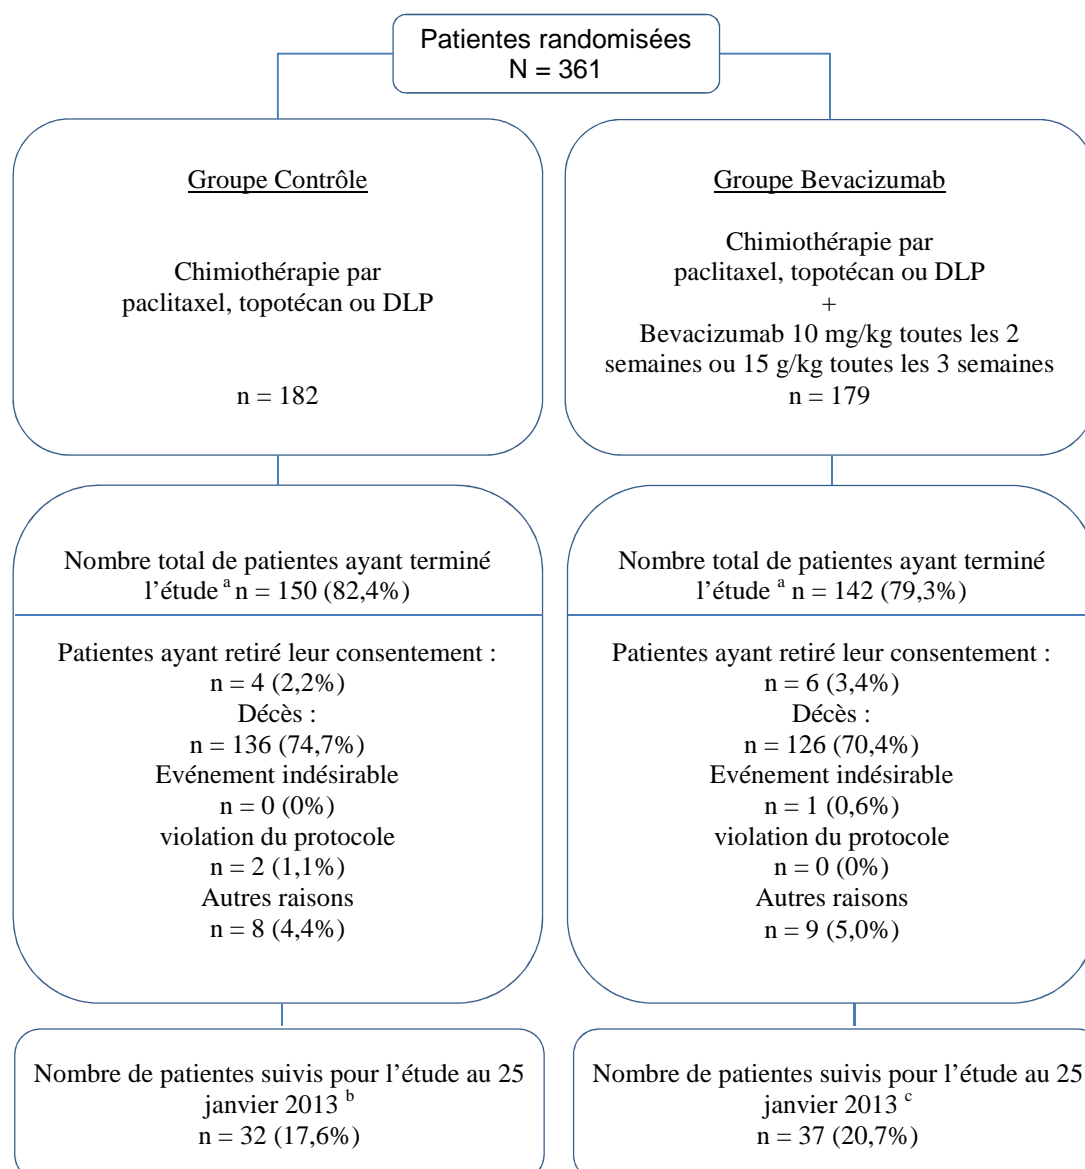 Patientes randomisées
N = 361
Groupe Contrôle
Chimiothérapie par
paclitaxel, topotécan ou DLP
n = 182
Groupe Bevacizumab
Chimiothérapie par
paclitaxel, topotécan ou DLP
+
Bevacizumab 10 mg/kg toutes les 2
semaines ou 15 g/kg toutes les 3 semaines
n = 179
Nombre total de patientes ayant terminé
l'étude a n = 150 (82,4%)
Patientes ayant retiré leur consentement :
n = 4 (2,2%)
Décès :
n = 136 (74,7%)
Evénement indésirable
n = 0 (0%)
violation du protocole
n = 2 (1,1%)
Autres raisons
n = 8 (4,4%)
Nombre total de patientes ayant terminé
l'étude a n = 142 (79,3%)
Patientes ayant retiré leur consentement :
n = 6 (3,4%)
Décès :
n = 126 (70,4%)
Evénement indésirable
n = 1 (0,6%)
violation du protocole
n = 0 (0%)
Autres raisons
n = 9 (5,0%)
Nombre de patientes suivis pour l'étude au 25
janvier 2013 b
n = 32 (17,6%)
Nombre de patientes suivis pour l'étude au 25
janvier 2013 c
n = 37 (20,7%)